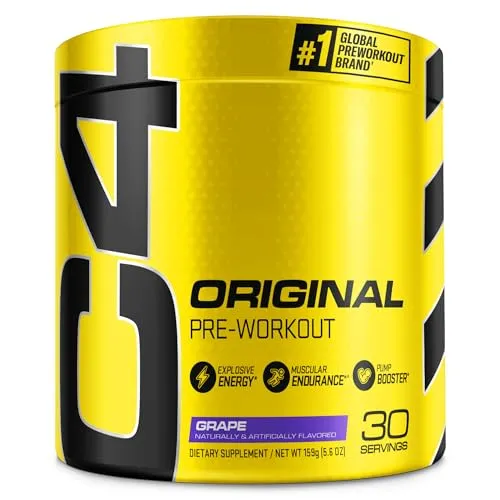 #1 GLOBAL
PREWORKOUT
BRAND†
C4
ORIGINAL
PRE-WORKOUT
EXPLOSIVE
ENERGY*
MUSCULAR
ENDURANCE*^
PUMP
BOOSTER*
GRAPE
NATURALLY & ARTIFICIALLY FLAVORED
DIETARY SUPPLEMENT / NET WT 159g (5.6 OZ)
30
SERVINGS